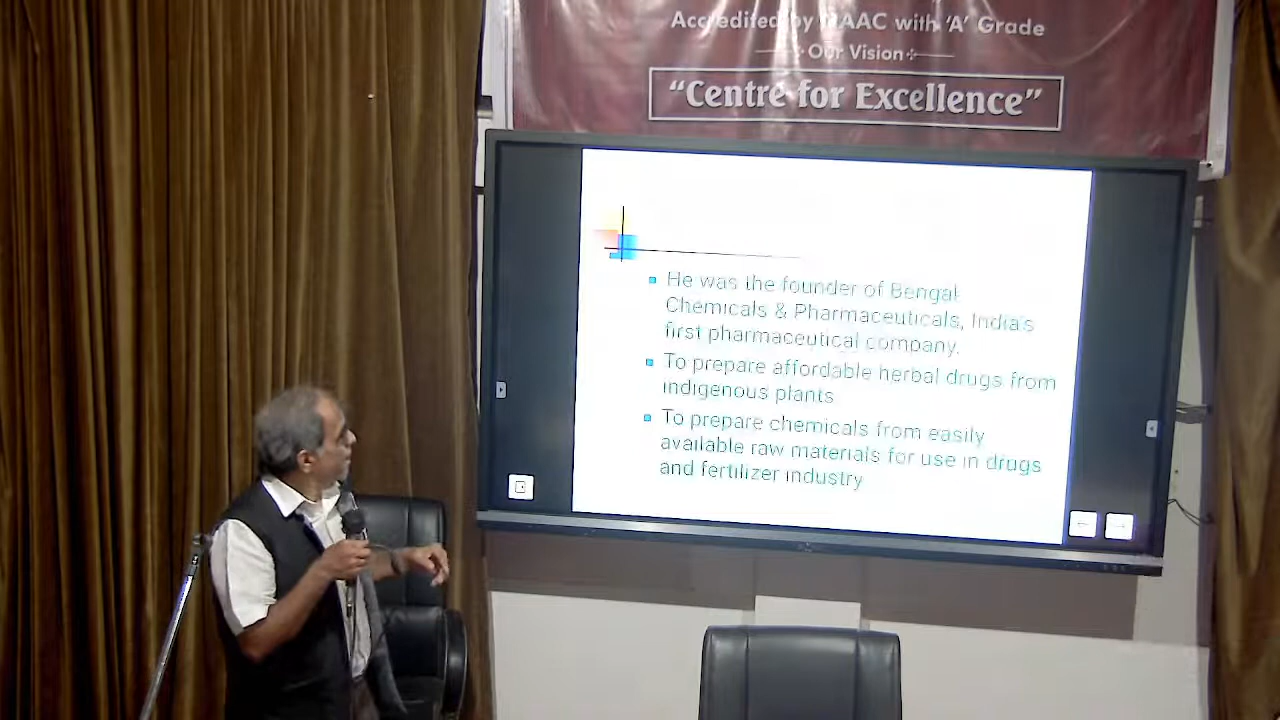 Accredited by NAAC with 'A' Grade
Our Vision
"Centre for Excellence"
He was the founder of Bengal
Chemicals & Pharmaceuticals, India's
first pharmaceutical company.
To prepare affordable herbal drugs from
indigenous plants
To prepare chemicals from easily
available raw materials for use in drugs
and fertilizer industry